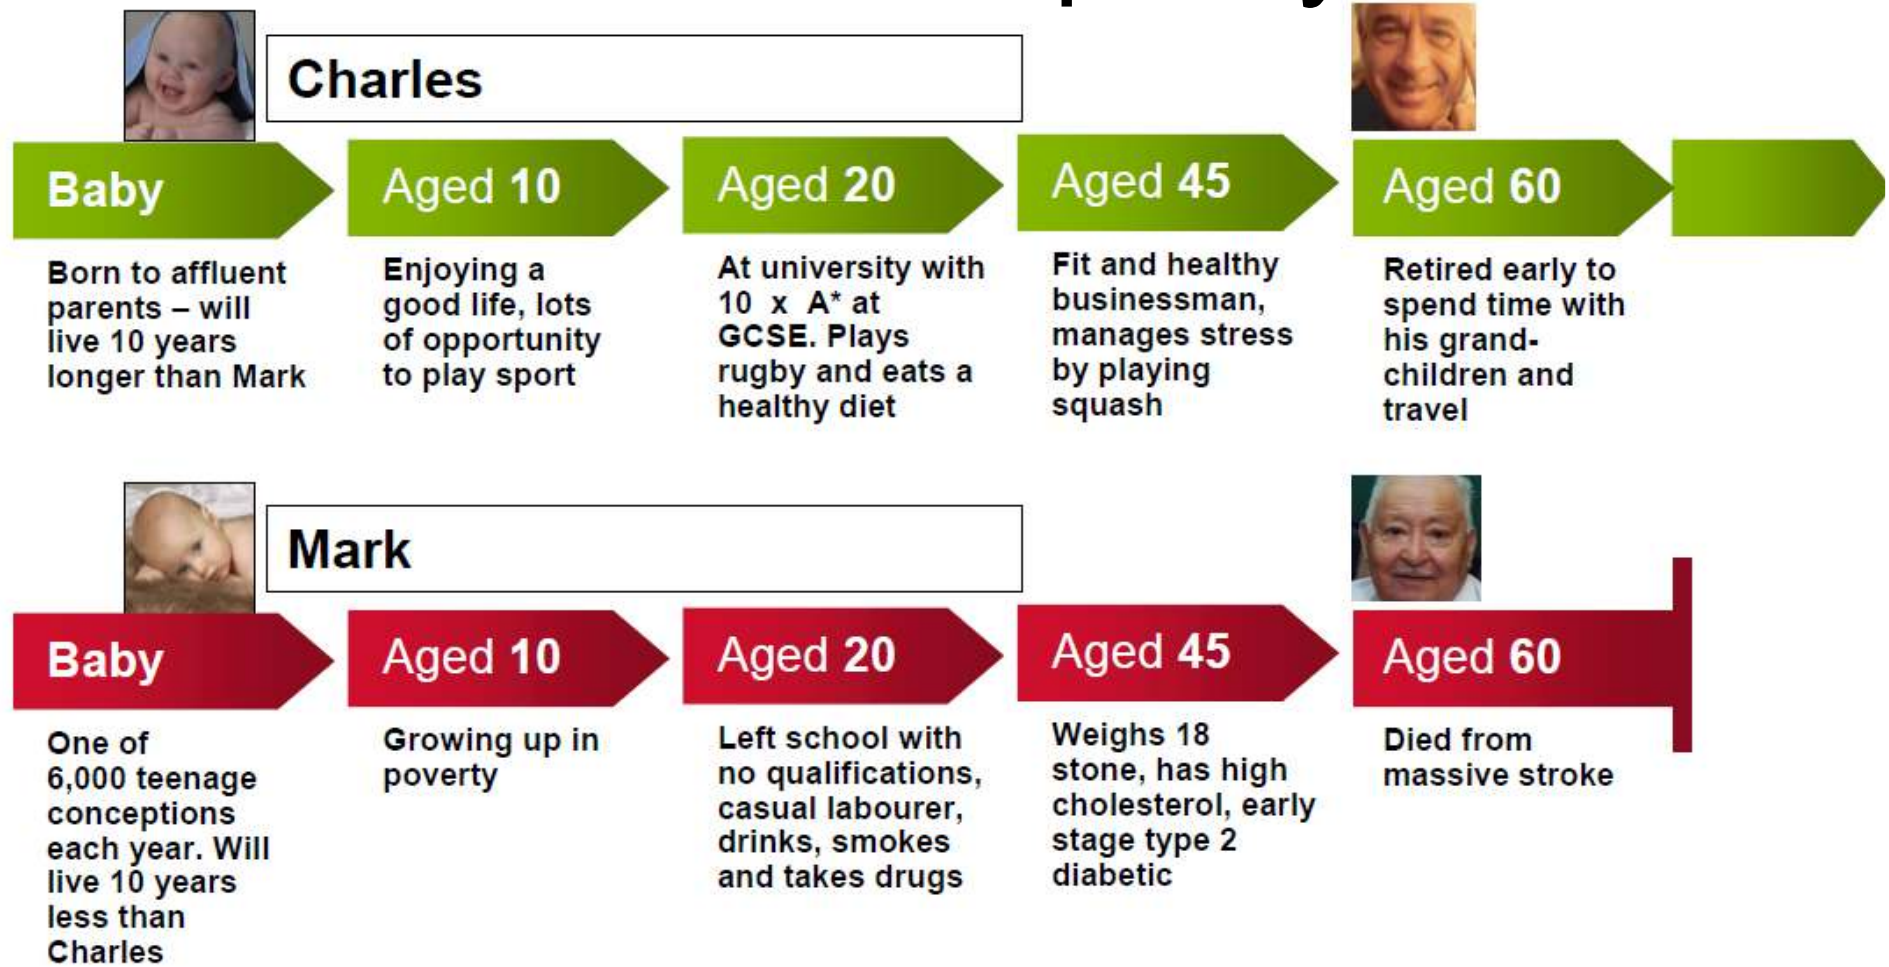 Charles
Baby
Aged 10
Aged 20
Aged 45
Aged 60
Born to affluent
parents – will
live 10 years
longer than Mark
Enjoying a
good life, lots
of opportunity
to play sport
At university with
10 x A* at
GCSE. Plays
rugby and eats a
healthy diet
Fit and healthy
businessman,
manages stress
by playing
squash
Retired early to
spend time with
his grand-
children and
travel
Mark
Baby
Aged 10
Aged 20
Aged 45
Aged 60
One of
6,000 teenage
conceptions
each year. Will
live 10 years
less than
Charles
Growing up in
poverty
Left school with
no qualifications,
casual labourer,
drinks, smokes
and takes drugs
Weighs 18
stone, has high
cholesterol, early
stage type 2
diabetic
Died from
massive stroke